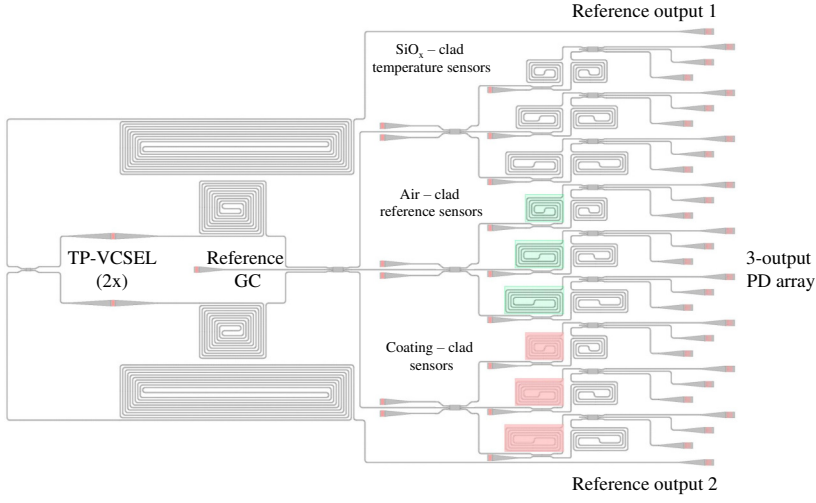 Reference output 1
SiOx – clad
temperature sensors
Air – clad
reference sensors
TP-VCSEL
(2x)
Reference
GC
3-output
PD array
Coating – clad
sensors
Reference output 2